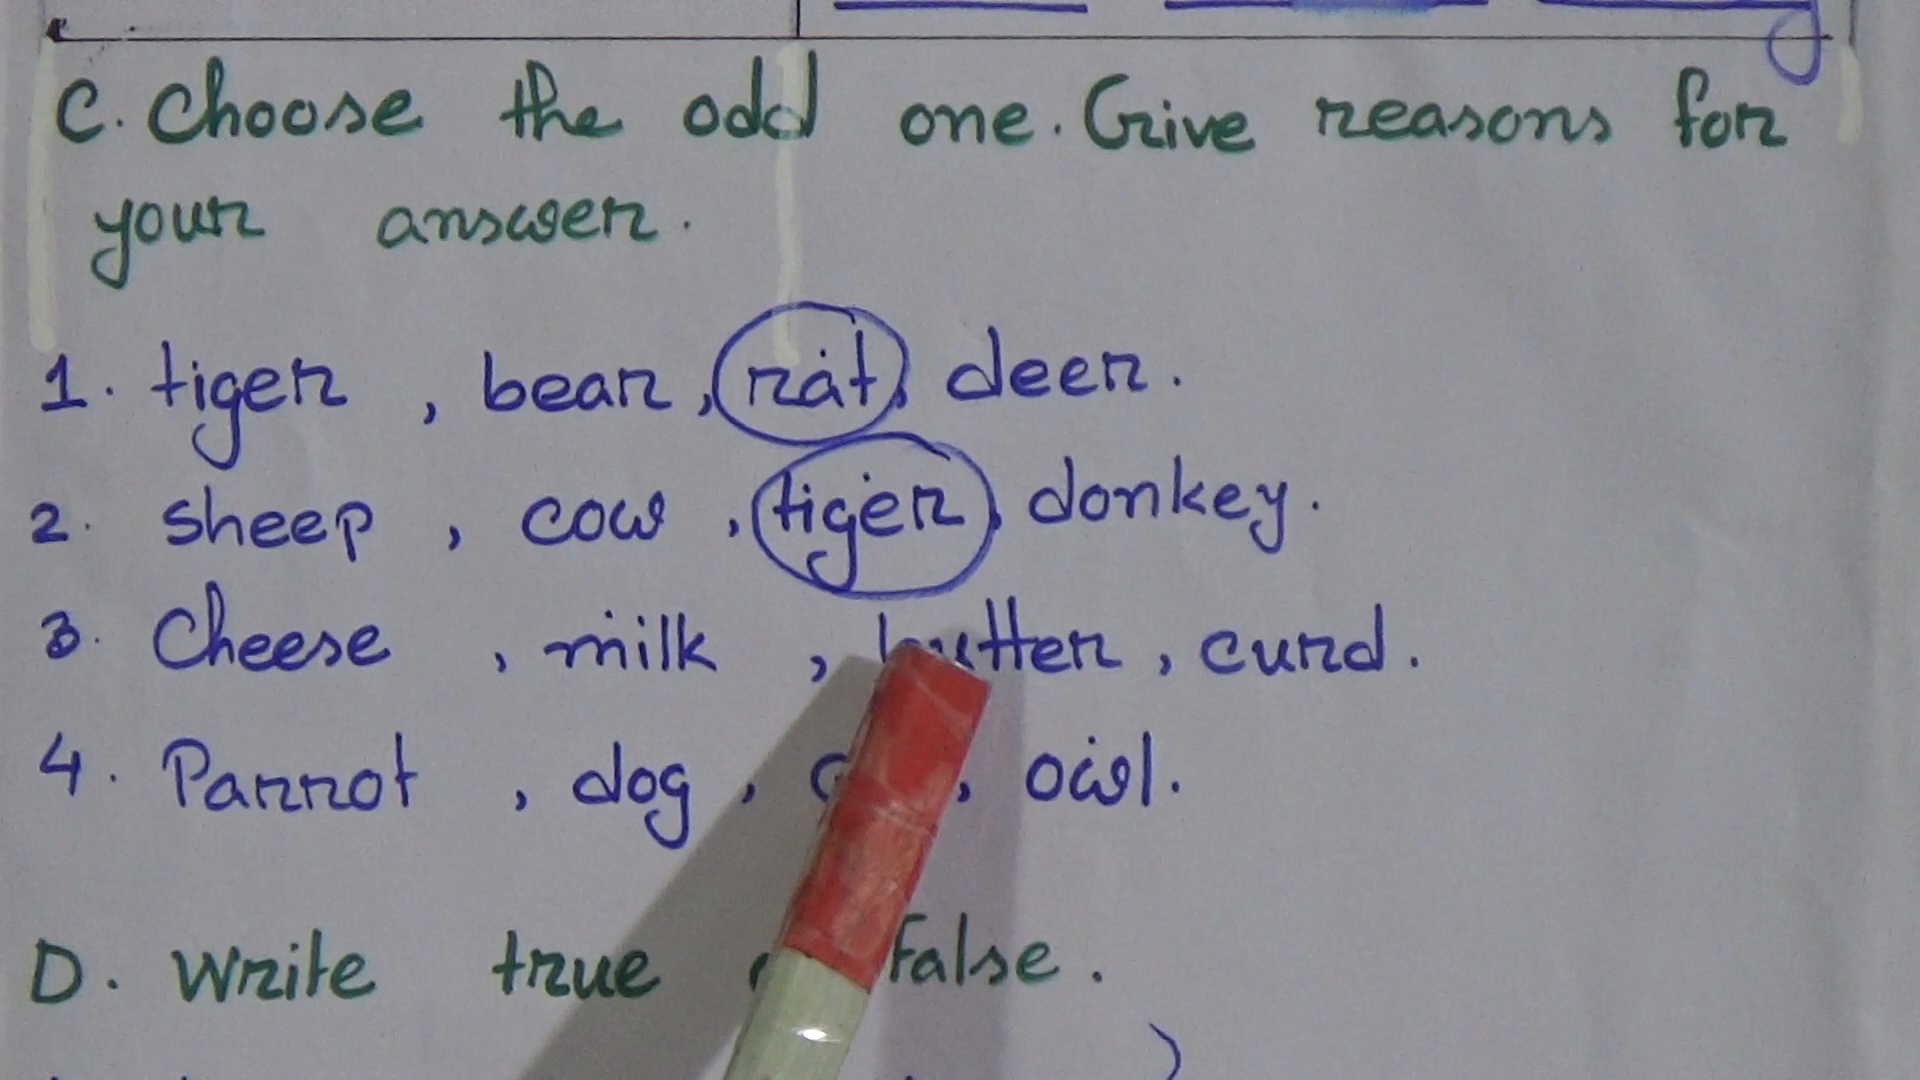 C. Choose the odd one. Give reasons for
your answer.
1. tiger , bear, rat, deer.
2. sheep , cow , tiger, donkey.
3. Cheese , milk , butter , curd.
4. Parrot , dog , , owl.
D. Write true false.